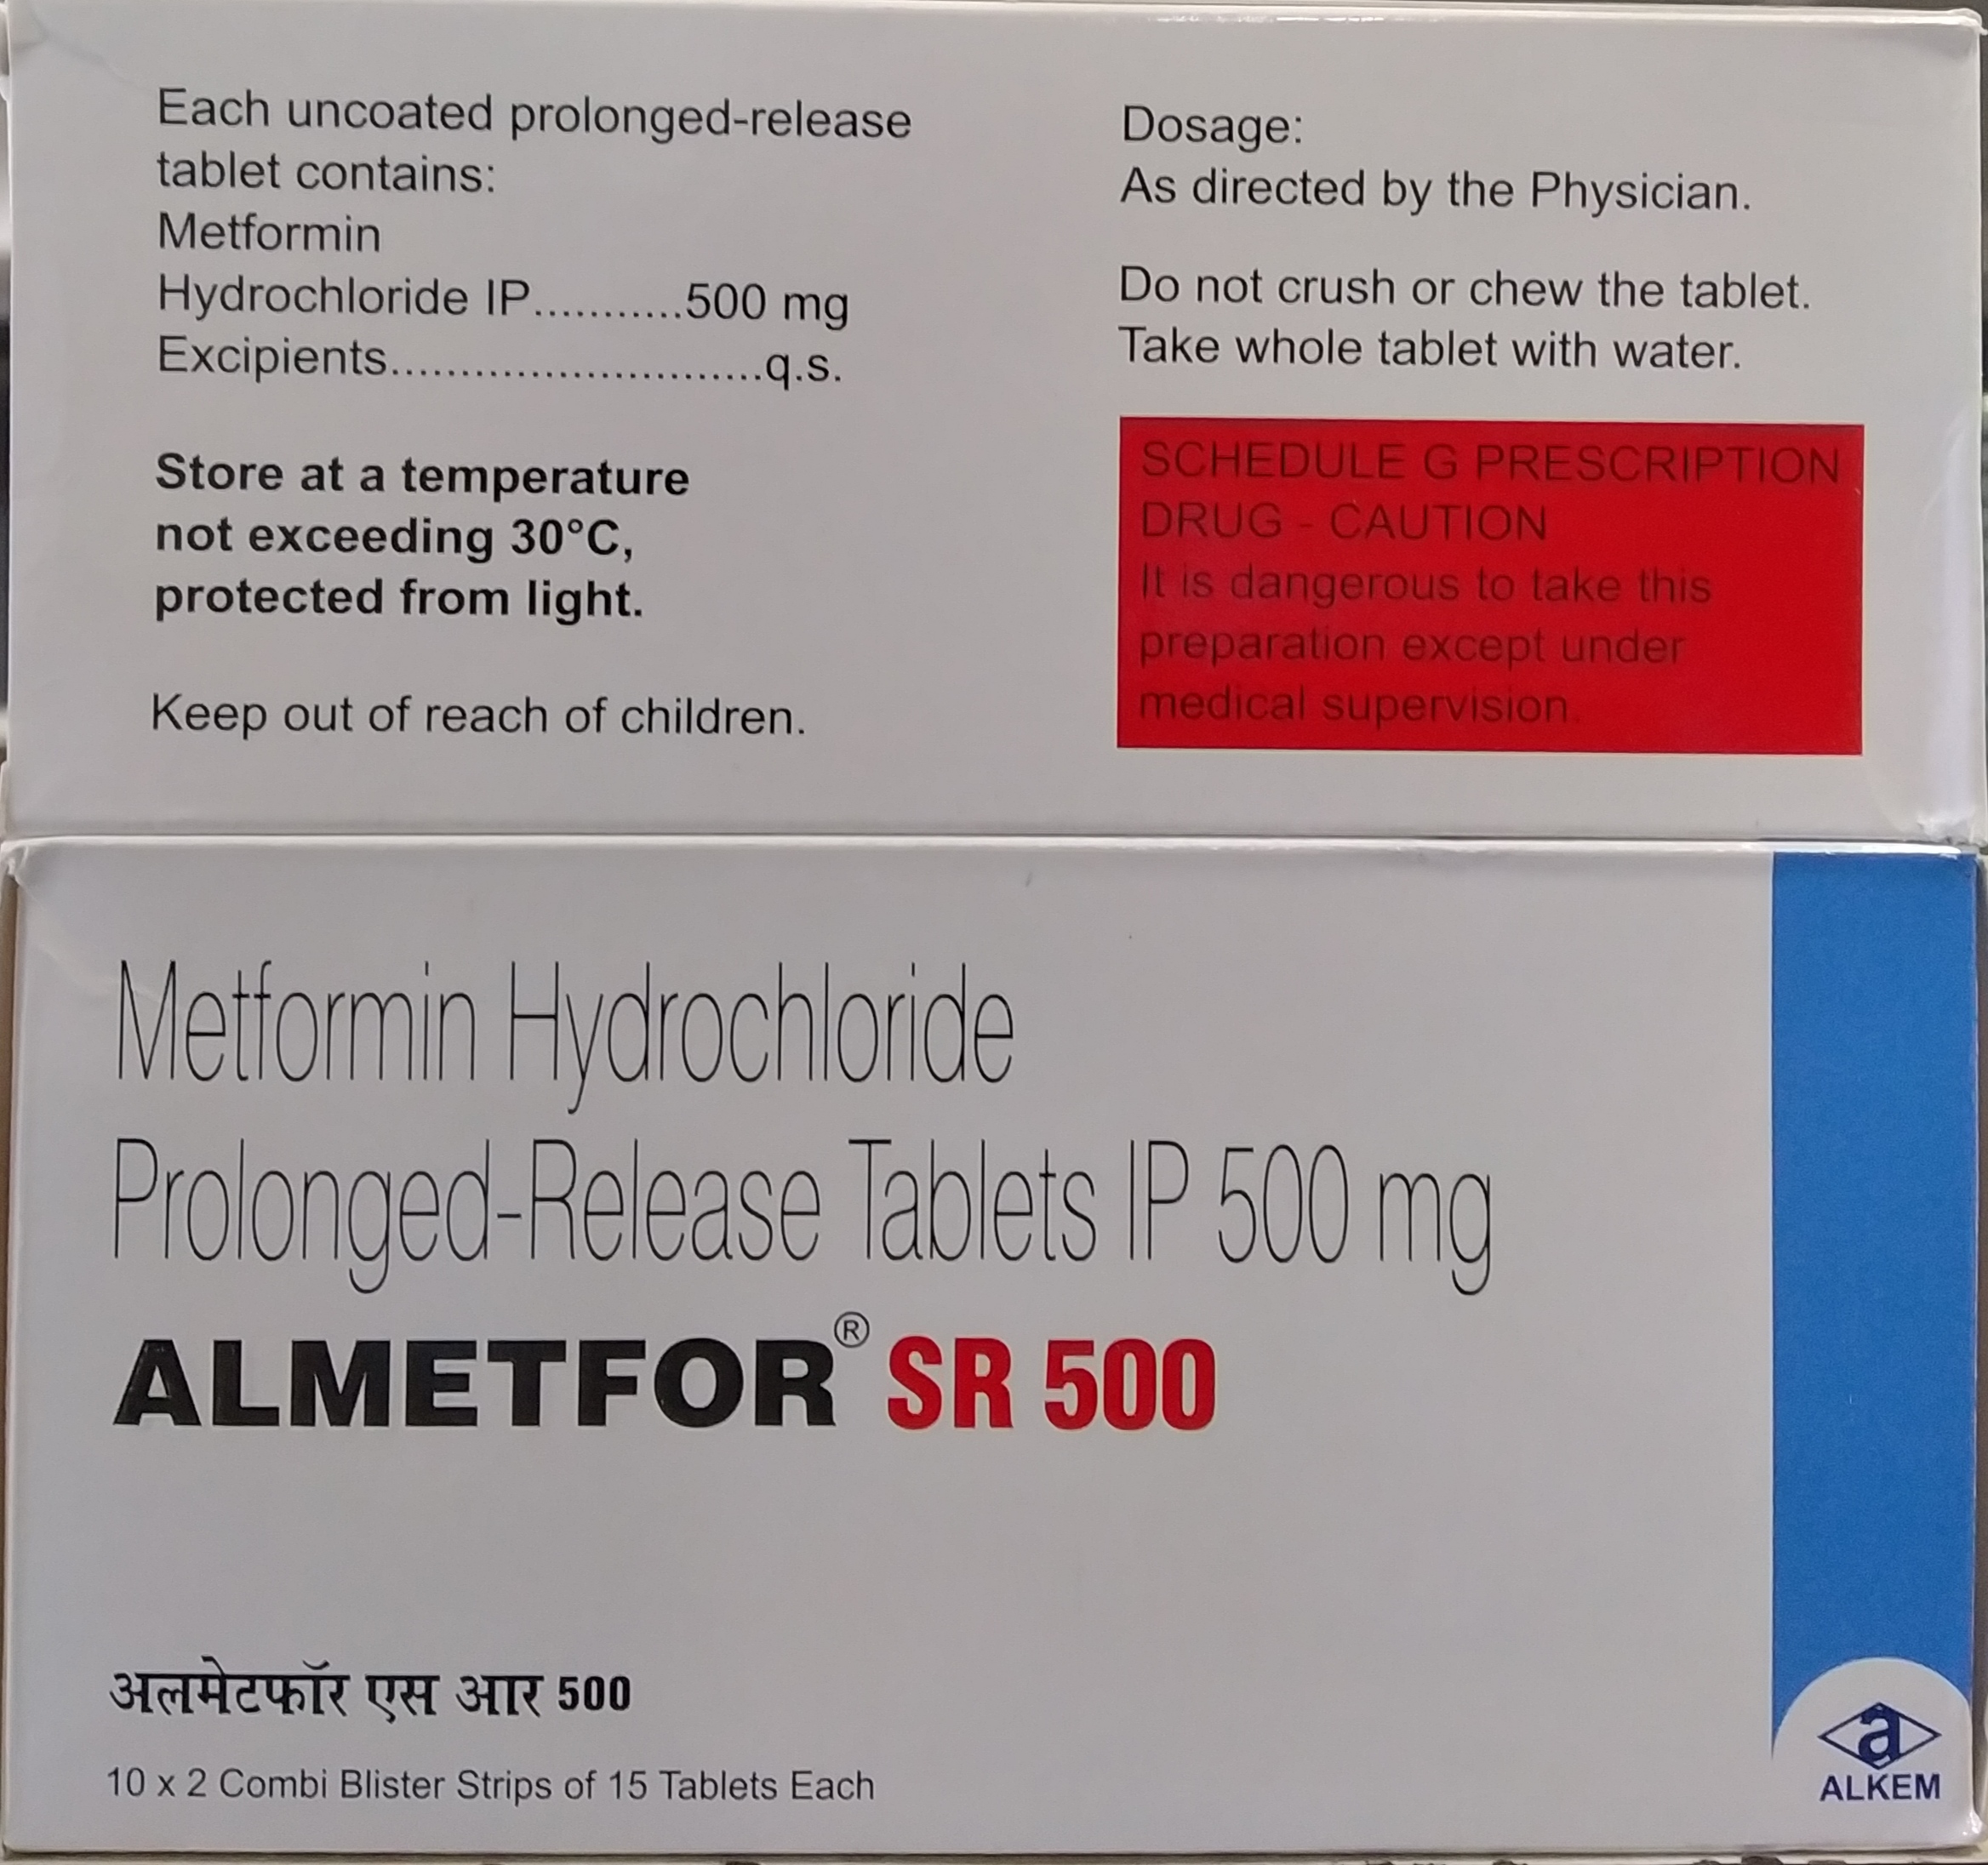 Each uncoated prolonged-release
tablet contains:
Metformin
Hydrochloride IP...........500 mg
Excipients...........................q.s.
Store at a temperature
not exceeding 30°C,
protected from light.
Keep out of reach of children.
Dosage:
As directed by the Physician.
Do not crush or chew the tablet.
Take whole tablet with water.
SCHEDULE G PRESCRIPTION
DRUG - CAUTION
It is dangerous to take this
preparation except under
medical supervision.
Metformin Hydrochloride
Prolonged-Release Tablets IP 500 mg
ALMETFOR® SR 500
अलमेटफॉर एस आर 500
10 x 2 Combi Blister Strips of 15 Tablets Each
a
ALKEM